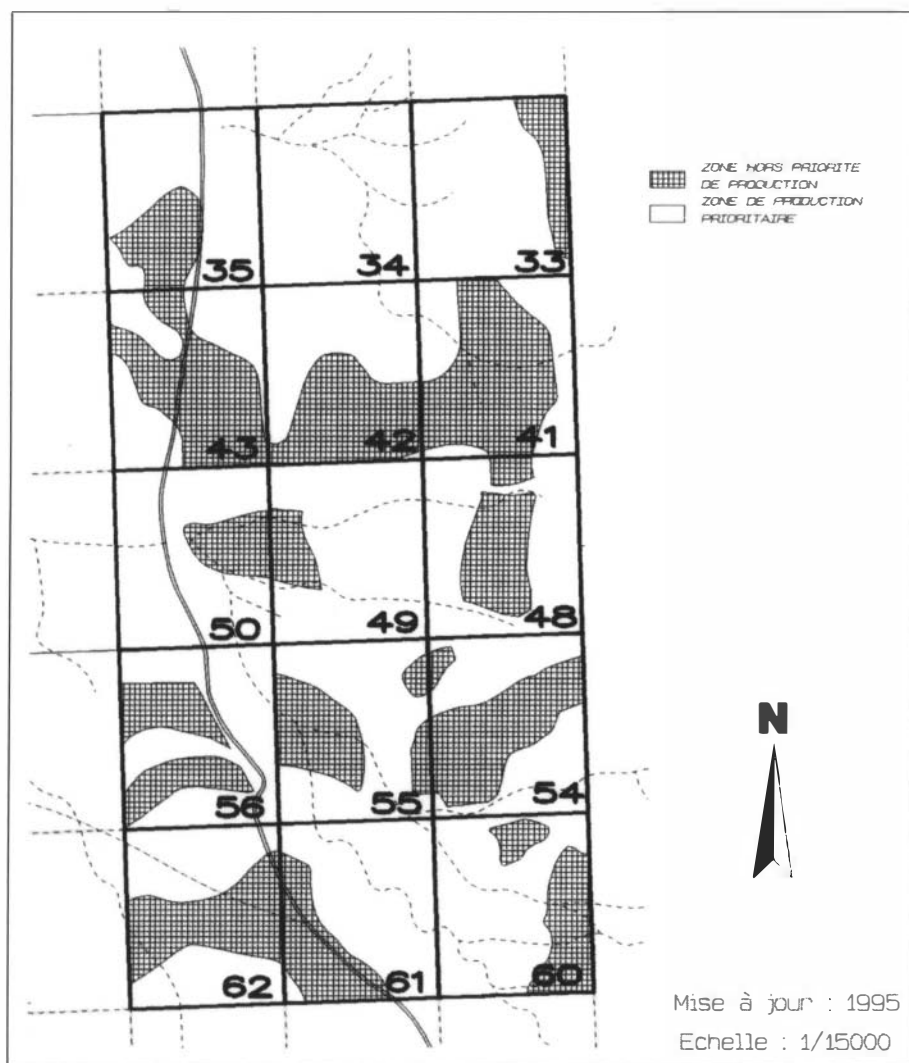 ZONE HORS PRIORITE
DE PRODUCTION
ZONE DE PRODUCTION
PRIORITAIRE
35 34 33
43 42 41
50 49 48
56 55 54
62 61 60
N
Mise à jour : 1995
Echelle : 1/15000